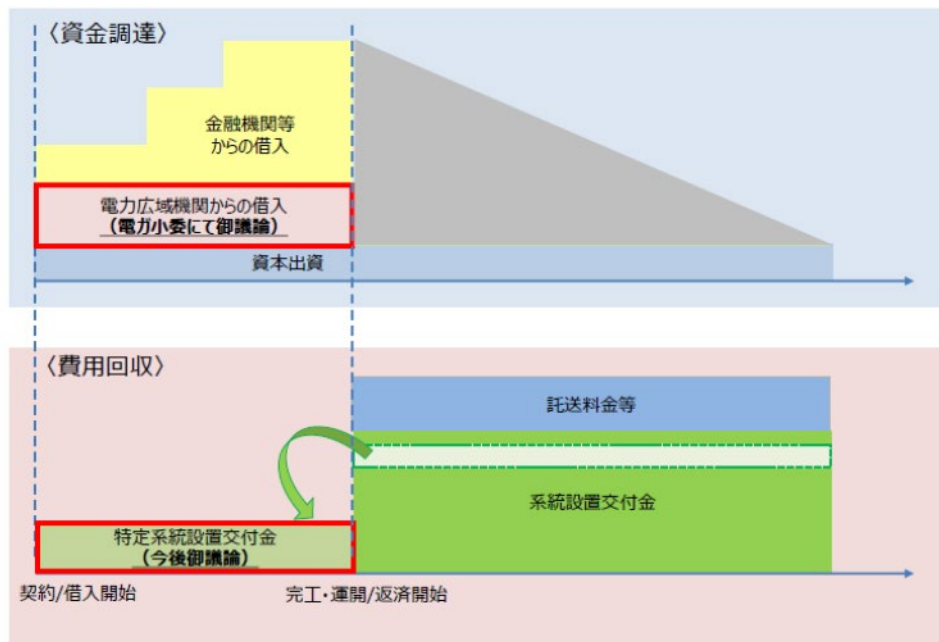 〈資金調達〉
金融機関等
からの借入
電力広域機関からの借入
（電ガ小委にて御議論）
資本出資
〈費用回収〉
託送料金等
系統設置交付金
特定系統設置交付金
（今後御議論）
契約/借入開始
完工・運開/返済開始